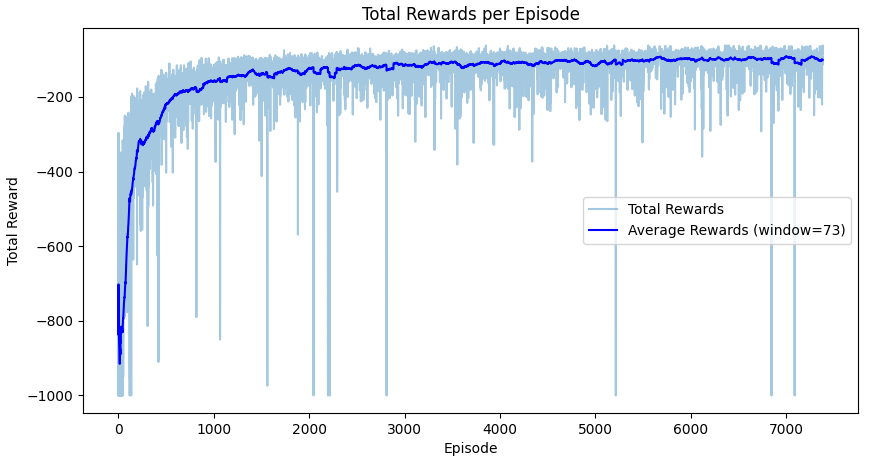 Total Rewards per Episode
Total Reward
−200
−400
−600
−800
−1000
Total Rewards
Average Rewards (window=73)
0 1000 2000 3000 4000 5000 6000 7000
Episode